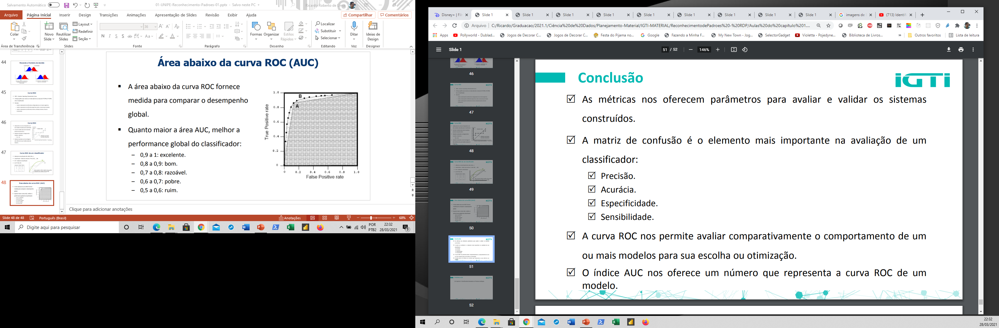 Salvamento Automático
01-UNIPE-Reconhecimento-Padroes-01.pptx - Salvo neste PC
Ricardo Roberto de Lima
Arquivo
Página Inicial
Inserir
Design
Transições
Animações
Apresentação de Slides
Revisão
Exibir
Ajuda
Compartilhar
Comentários
Colar
Novo Slide
Reutilizar Slides
Layout
Redefinir
Seção
36
Formas
Organizar
Estilos Rápidos
Localizar
Substituir
Selecionar
Ditar
Ideias de Design
Área de Transferência
Slides
Fonte
Parágrafo
Desenho
Editando
Voz
Designer
44
Movendo a fronteira de decisão
45
Curva ROC
46
Curva ROC
47
Curva ROC de um classificador
48
Área abaixo da curva ROC (AUC)
Área abaixo da curva ROC (AUC)
A área abaixo da curva ROC fornece
medida para comparar o desempenho
global.
Quanto maior a área AUC, melhor a
performance global do classificador:
– 0,9 a 1: excelente.
– 0,8 a 0,9: bom.
– 0,7 a 0,8: razoável.
– 0,6 a 0,7: pobre.
– 0,5 a 0,6: ruim.
True Positive rate
1.0
0.8
0.6
0.4
0.2
0
B
A
0 0.2 0.4 0.6 0.8 1.0
False Positive rate
Clique para adicionar anotações
Slide 48 de 48
Português (Brasil)
Anotações
68%
Digite aqui para pesquisar
POR
PTB2
22:32
28/03/2021
3
Disney+ | Fil
Slide 1
Slide 1
Slide 1
Slide 1
Slide 1
Slide 1
Slide 1
Slide 1
Slide 1
imagens de
(713) Identif
Arquivo | C:/Ricardo/Graduacao/2021.1/Ciência%20de%20Dados/Planejamento-Material/IGTI-MATERIAL/ReconhecimentodePadroes%20-%20RDP/Aulas%20do%20capítulo%201....
Apps
Pollyworld - Dublad...
Jogos de Decorar C...
Jogos de Decorar C...
Festa do Pijama no...
Google
Fazendo a Minha F...
My New Town - Jog...
SelectorGadget
Violetta - Pojedyne...
Biblioteca de Livros...
»
Outros favoritos
Lista de leitura
Slide 1
51 / 52
146%
46
47
48
49
50
51
52
Conclusão
iGTi
As métricas nos oferecem parâmetros para avaliar e validar os sistemas
construídos.
A matriz de confusão é o elemento mais importante na avaliação de um
classificador:
Precisão.
Acurácia.
Especificidade.
Sensibilidade.
A curva ROC nos permite avaliar comparativamente o comportamento de um
ou mais modelos para sua escolha ou otimização.
O índice AUC nos oferece um número que representa a curva ROC de um
modelo.
22:32
28/03/2021